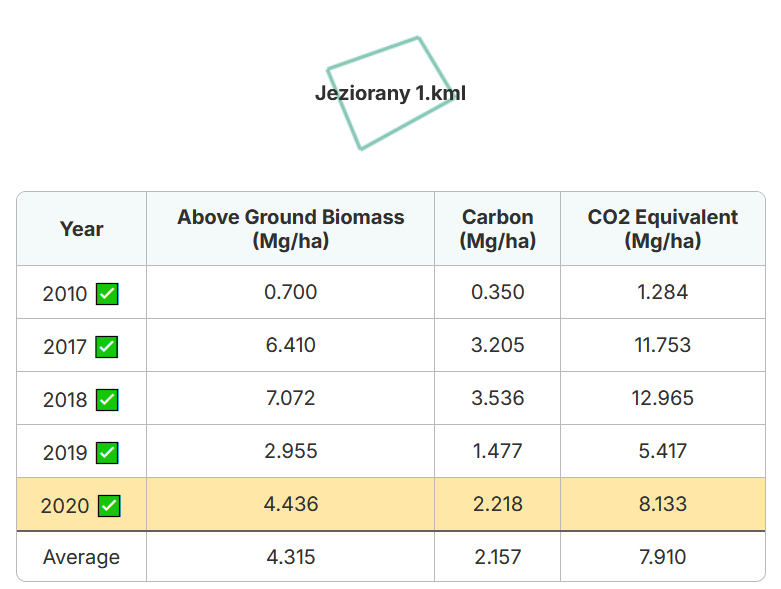 Jeziorany 1.kml
Year Above Ground Biomass (Mg/ha) Carbon (Mg/ha) CO2 Equivalent (Mg/ha)
2010 ✅ 0.700 0.350 1.284
2017 ✅ 6.410 3.205 11.753
2018 ✅ 7.072 3.536 12.965
2019 ✅ 2.955 1.477 5.417
2020 ✅ 4.436 2.218 8.133
Average 4.315 2.157 7.910